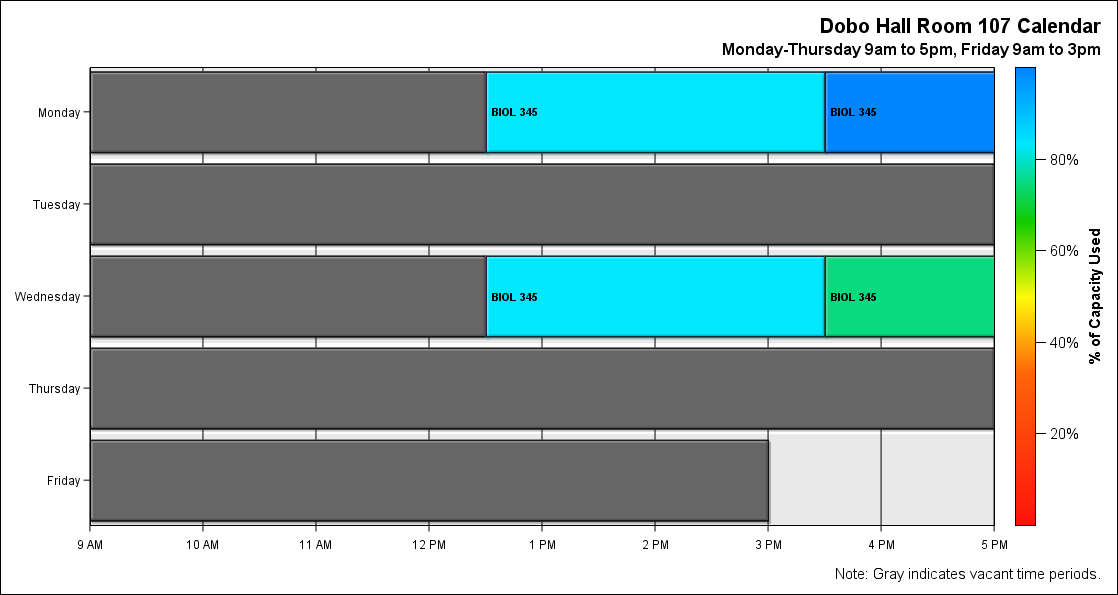 Dobo Hall Room 107 Calendar
Monday-Thursday 9am to 5pm, Friday 9am to 3pm
Monday
BIOL 345
BIOL 345
Tuesday
Wednesday
BIOL 345
BIOL 345
Thursday
Friday
9 AM 10 AM 11 AM 12 PM 1 PM 2 PM 3 PM 4 PM 5 PM
80%
60%
40%
20%
% of Capacity Used
Note: Gray indicates vacant time periods.